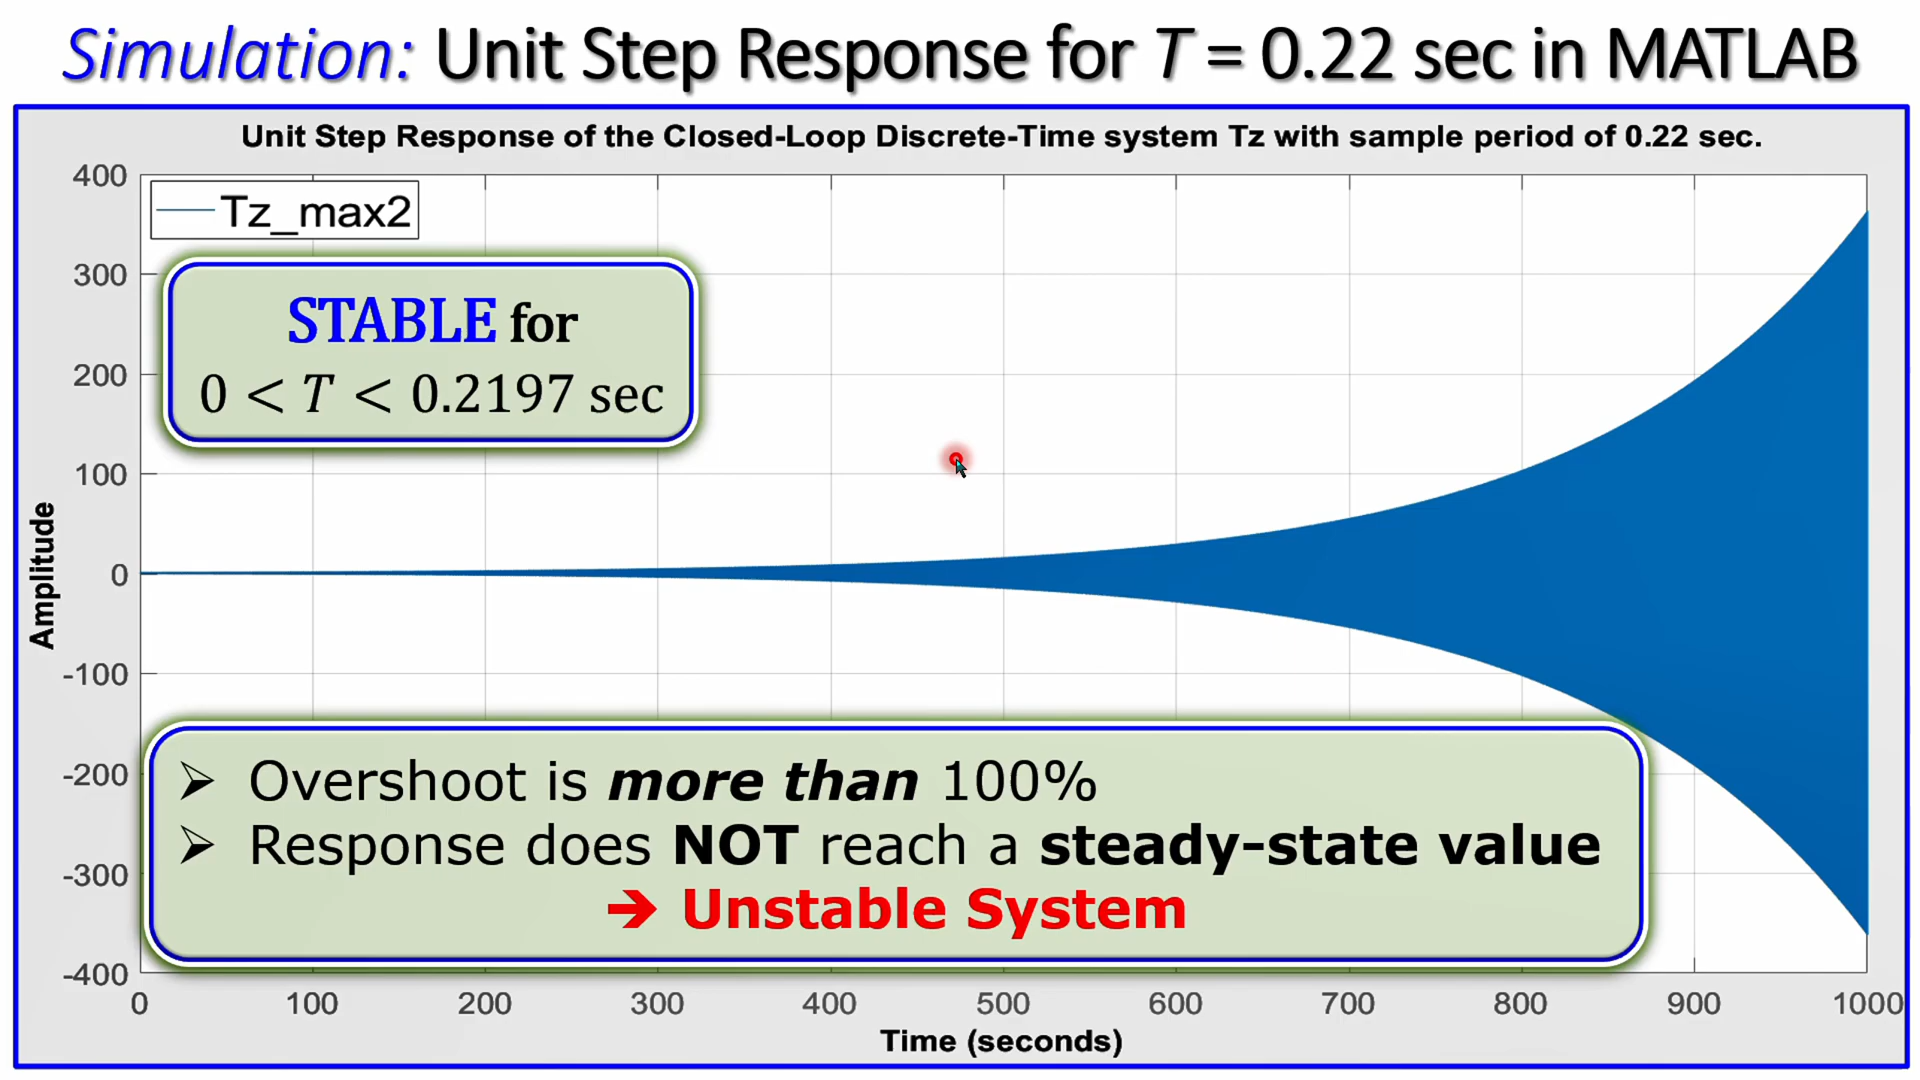 Simulation: Unit Step Response for T = 0.22 sec in MATLAB
Unit Step Response of the Closed-Loop Discrete-Time system Tz with sample period of 0.22 sec.
Tz_max2
STABLE for
0 < T < 0.2197 sec
400
300
200
100
0
-100
-200
-300
-400
Amplitude
➢ Overshoot is more than 100%
➢ Response does NOT reach a steady-state value
➔ Unstable System
0 100 200 300 400 500 600 700 800 900 1000
Time (seconds)